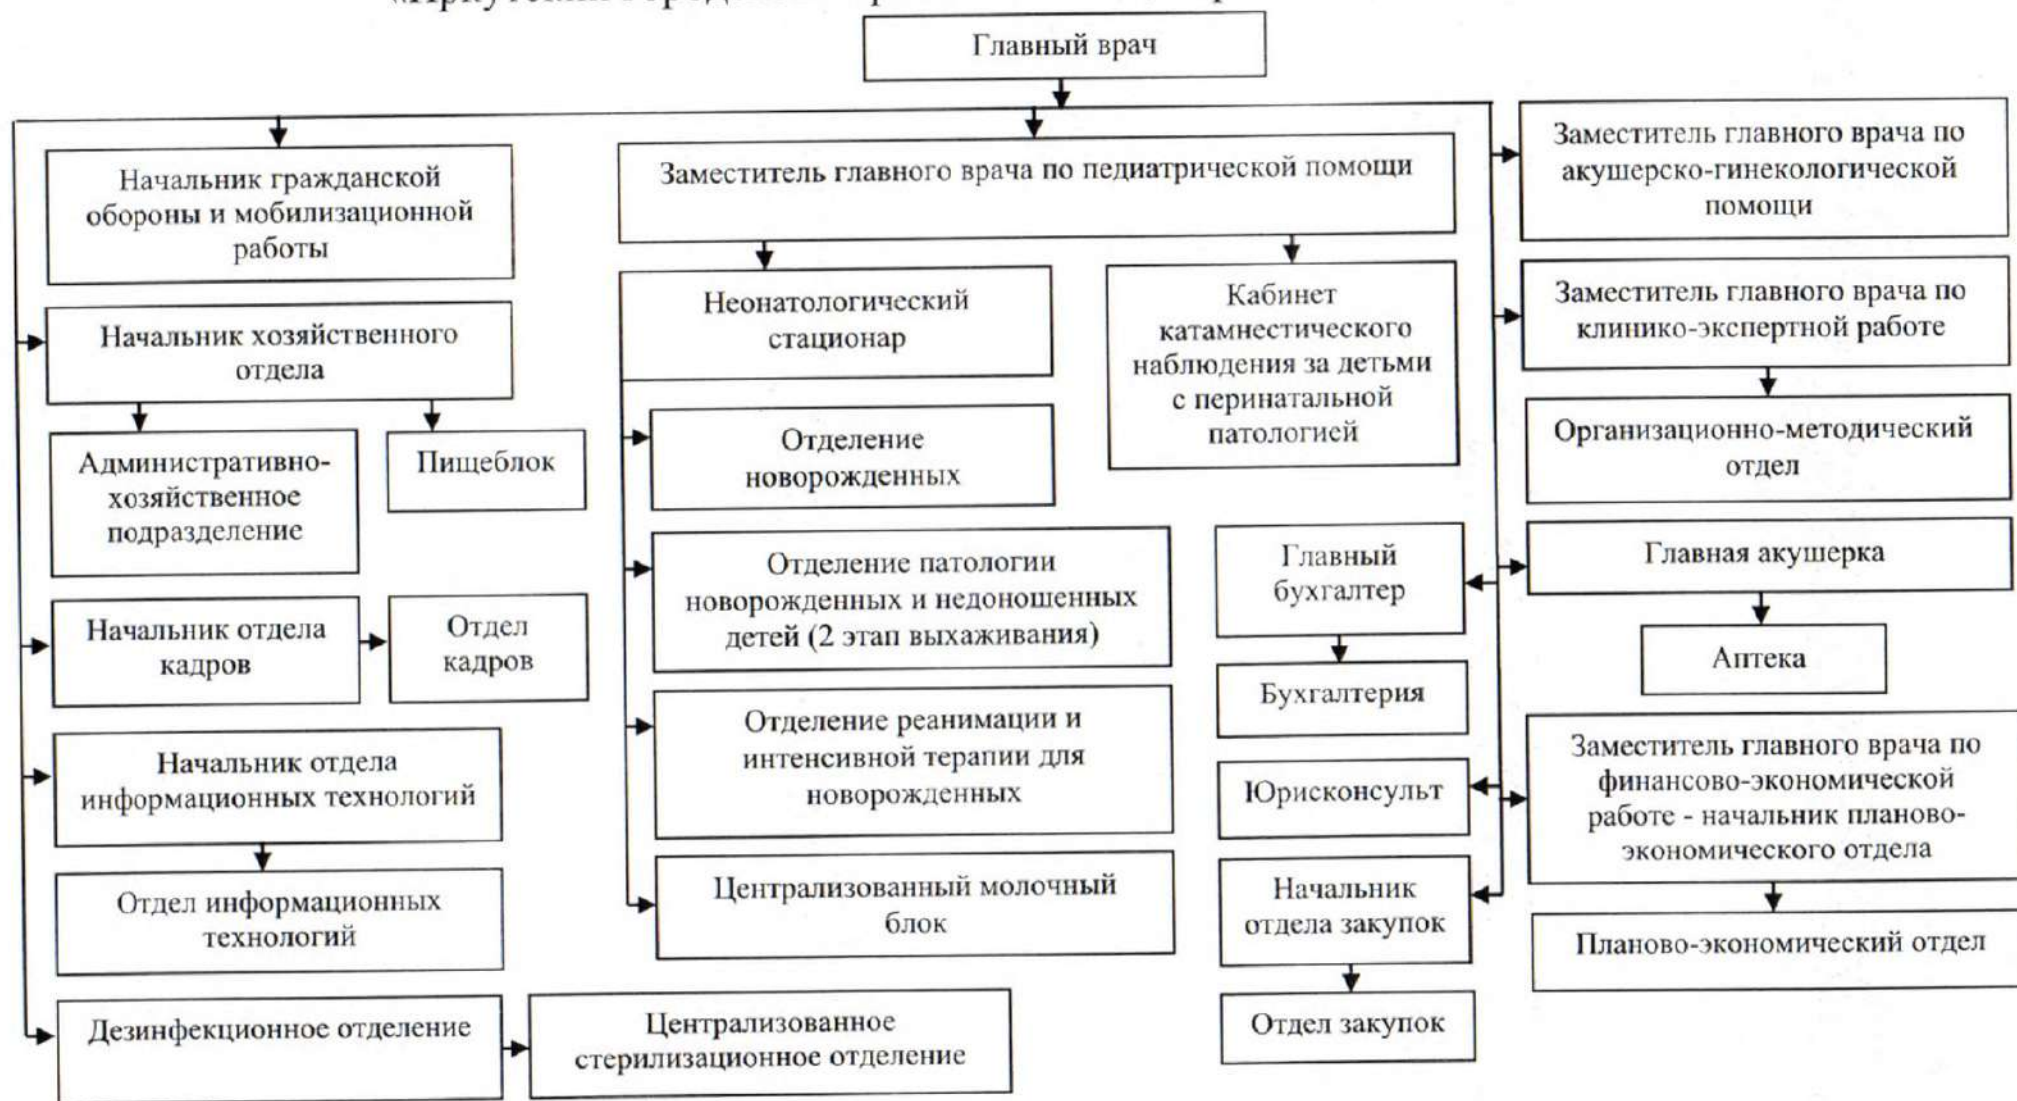 Главный врач
Начальник гражданской
обороны и мобилизационной
работы
Заместитель главного врача по педиатрической помощи
Заместитель главного врача по
акушерско-гинекологической
помощи
Неонатологический
стационар
Кабинет
катамнестического
наблюдения за детьми
с перинатальной
патологией
Заместитель главного врача по
клинико-экспертной работе
Начальник хозяйственного
отдела
Административно-
хозяйственное
подразделение
Пищеблок
Отделение
новорожденных
Организационно-методический
отдел
Отделение патологии
новорожденных и недоношенных
детей (2 этап выхаживания)
Главный
бухгалтер
Главная акушерка
Начальник отдела
кадров
Отдел
кадров
Аптека
Бухгалтерия
Отделение реанимации и
интенсивной терапии для
новорожденных
Начальник отдела
информационных технологий
Юрисконсульт
Заместитель главного врача по
финансово-экономической
работе - начальник планово-
экономического отдела
Отдел информационных
технологий
Централизованный молочный
блок
Начальник
отдела закупок
Планово-экономический отдел
Дезинфекционное отделение
Централизованное
стерилизационное отделение
Отдел закупок